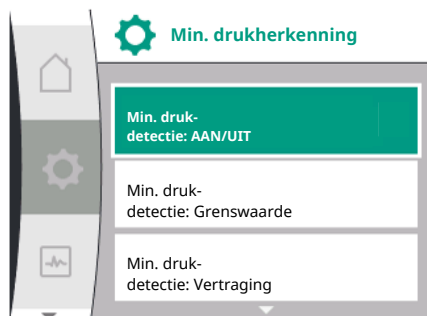 Min. drukherkenning
Min. druk-
detectie: AAN/UIT
Min. druk-
detectie: Grenswaarde
Min. druk-
detectie: Vertraging